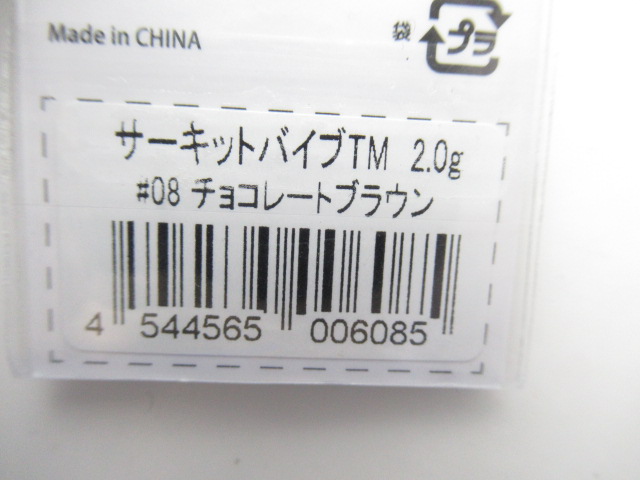 Made in CHINA
袋
プラ
サーキットバイブTM 2.0g
#08 チョコレートブラウン
4 544565 006085